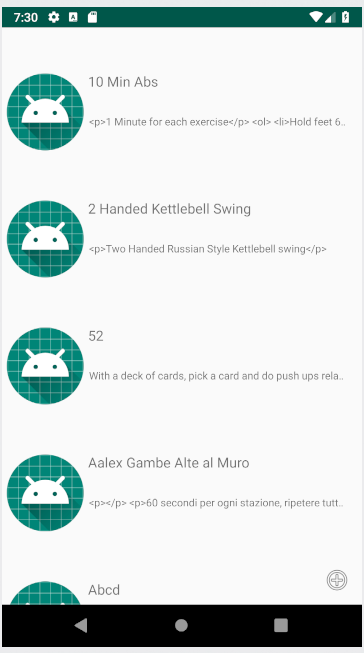 7:30
10 Min Abs
<p>1 Minute for each exercise</p> <ol> <li>Hold feet 6..
2 Handed Kettlebell Swing
<p>Two Handed Russian Style Kettlebell swing</p>
52
With a deck of cards, pick a card and do push ups rela..
Aalex Gambe Alte al Muro
<p></p> <p>60 secondi per ogni stazione, ripetere tutt..
Abcd